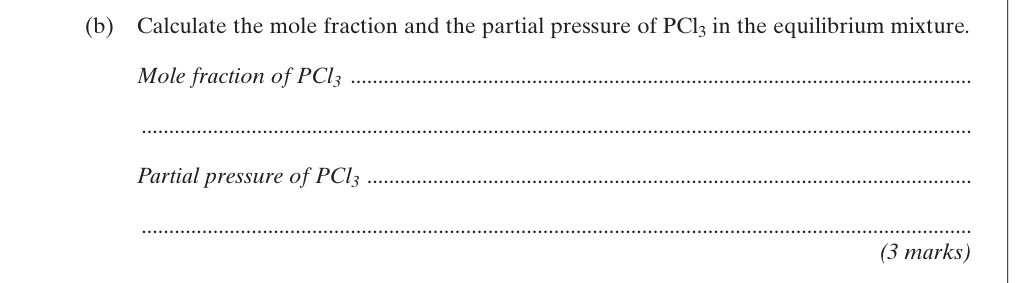 (b) Calculate the mole fraction and the partial pressure of PCl₃ in the equilibrium mixture.
Mole fraction of PCl₃ ..........................................................................................
..........................................................................................
Partial pressure of PCl₃ ..........................................................................................
..........................................................................................
(3 marks)